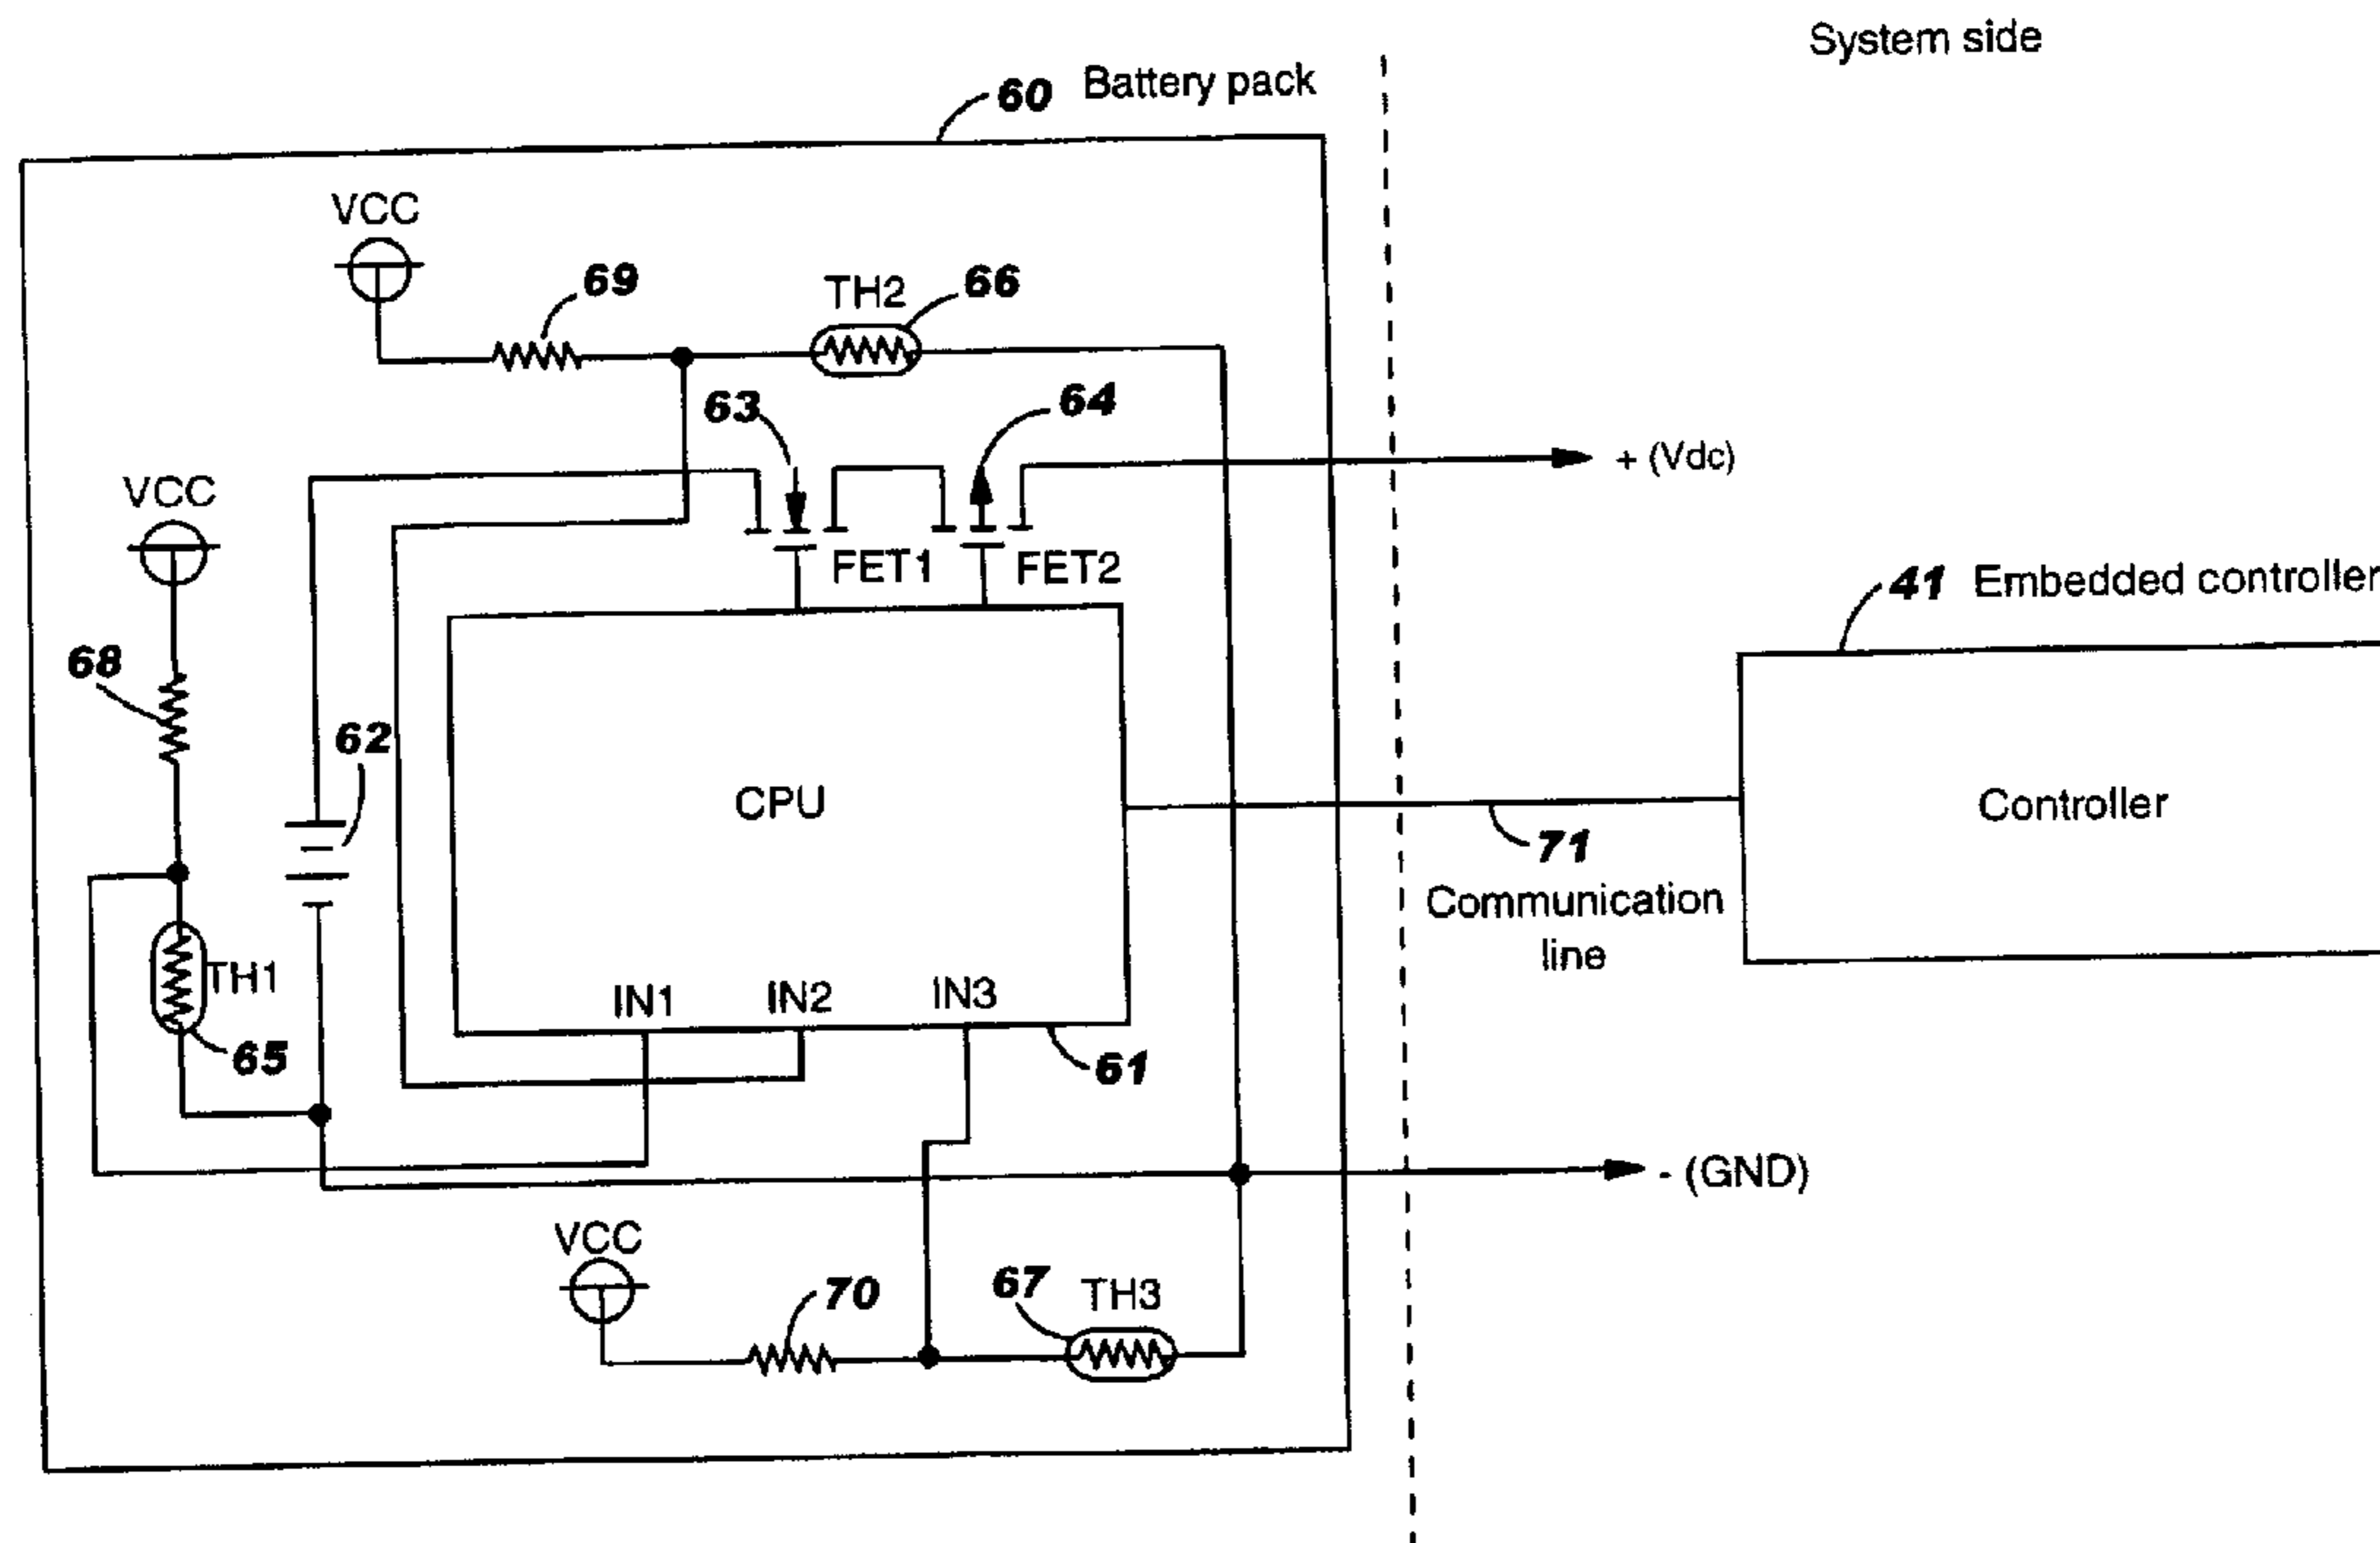 System side
60 Battery pack
VCC
69
TH2
66
63
64
+ (Vdc)
VCC
FET1
FET2
41 Embedded controller
68
62
CPU
Controller
71
Communication
line
TH1
IN1
IN2
IN3
65
61
- (GND)
VCC
70
67
TH3